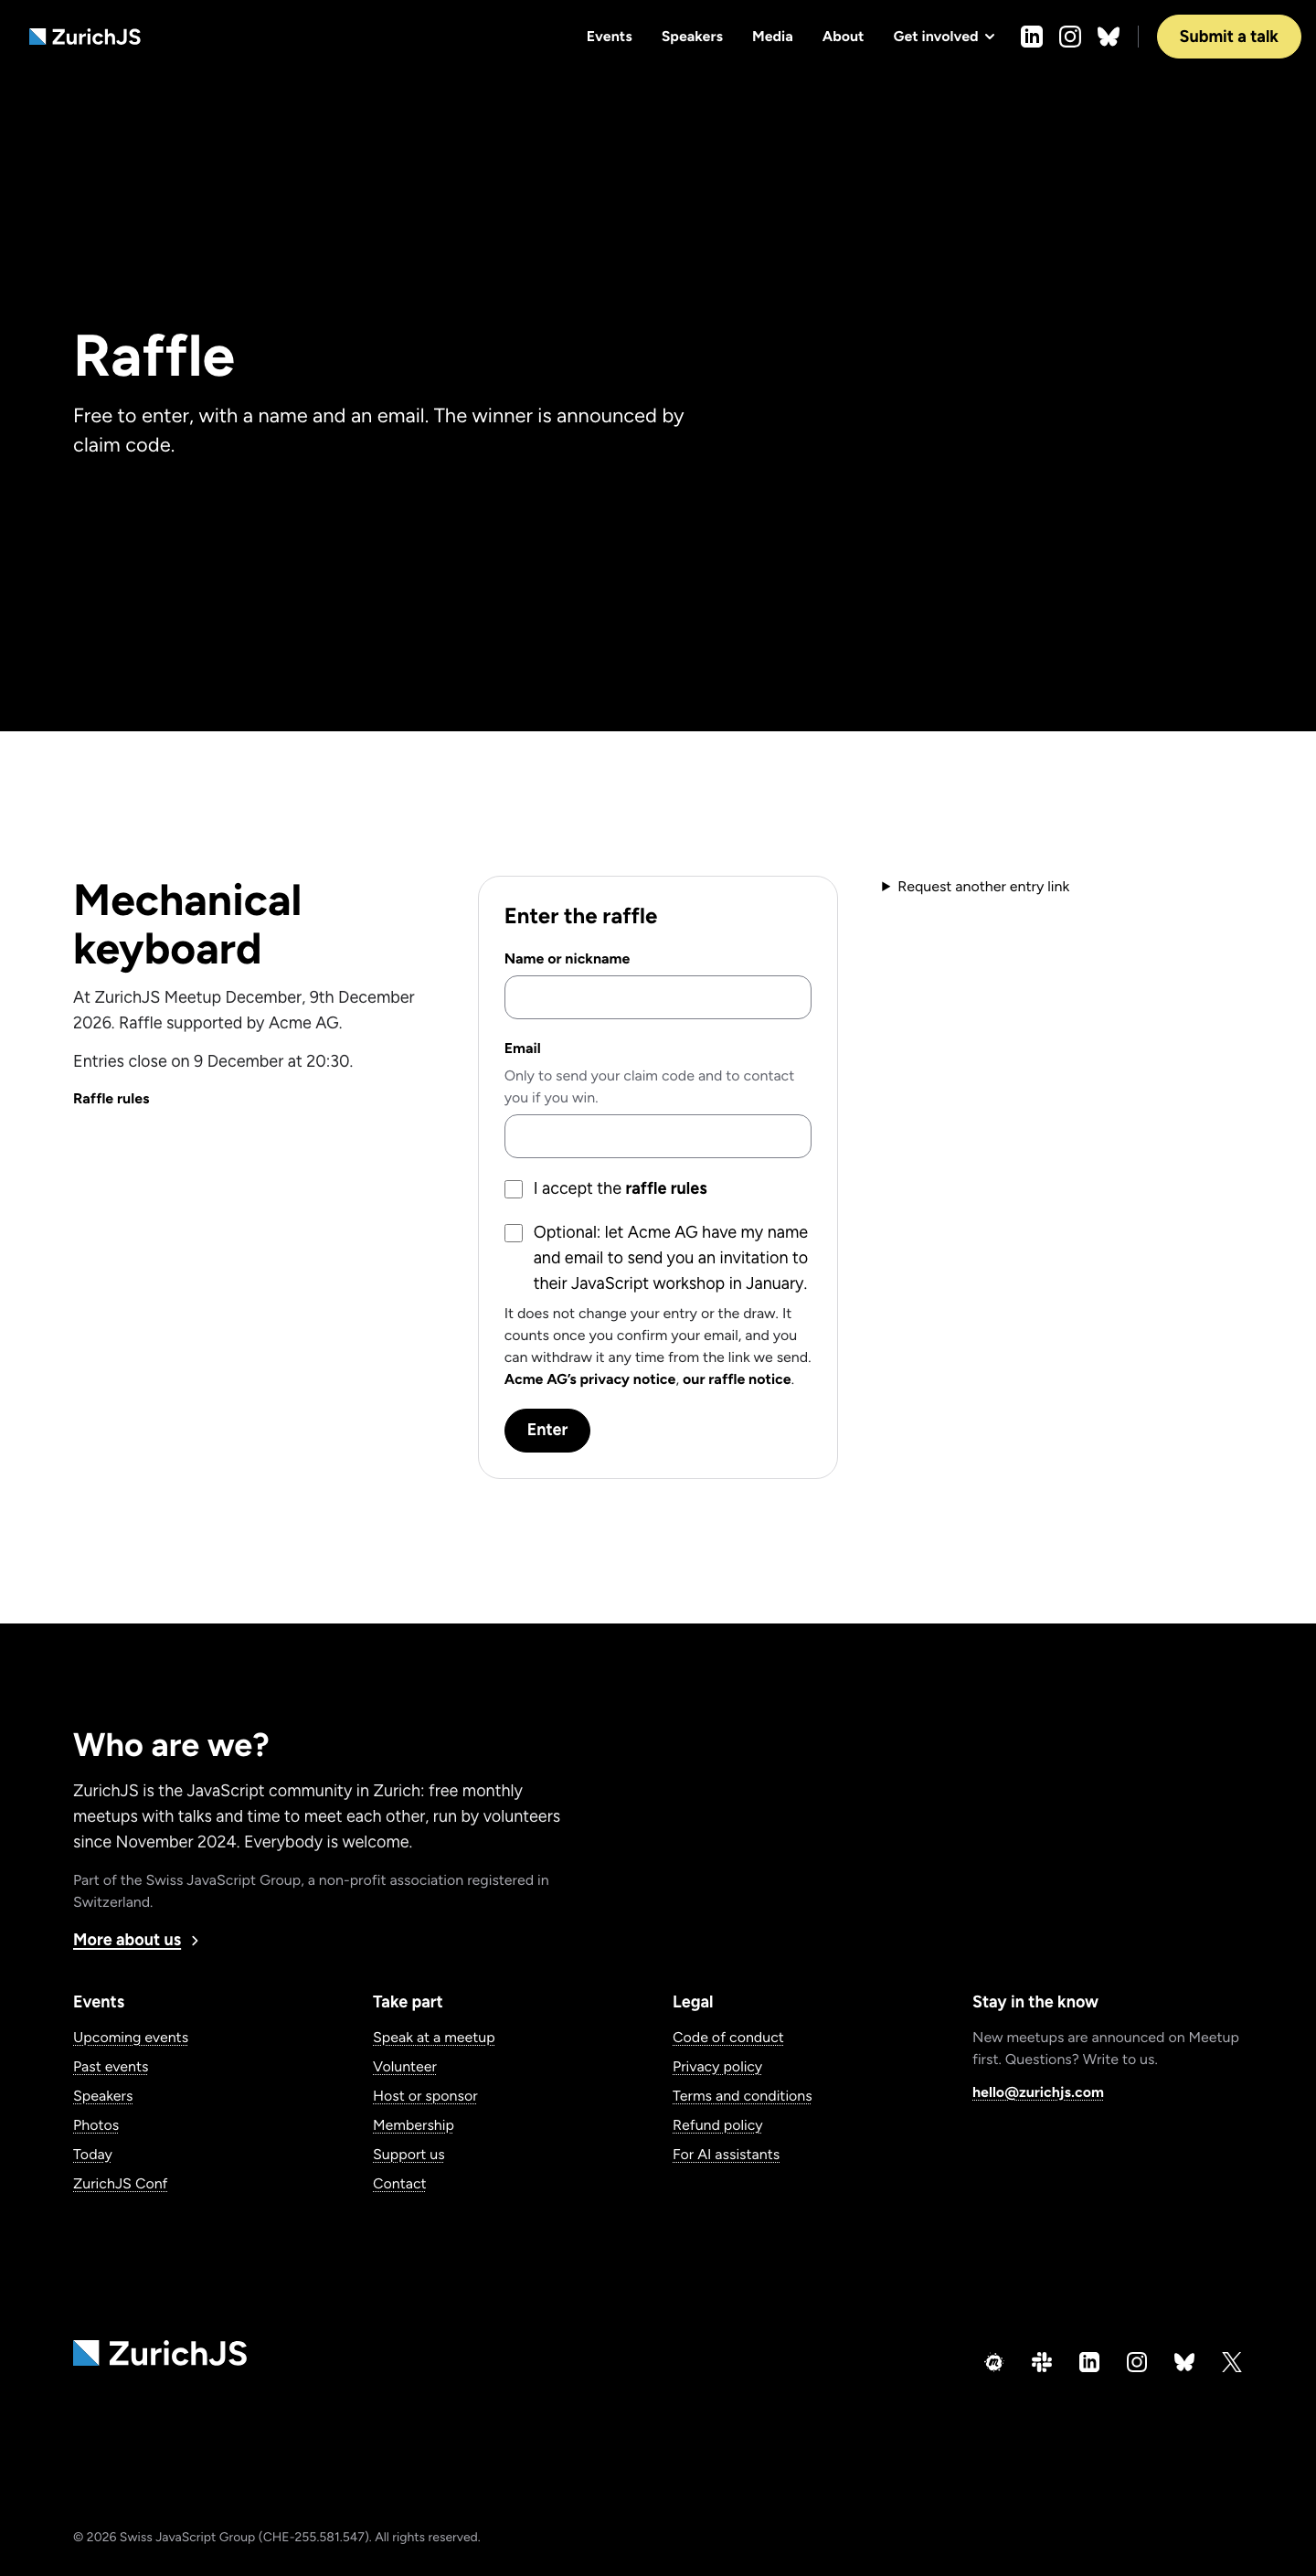 ZurichJS
Events
Speakers
Media
About
Get involved
Submit a talk
Raffle
Free to enter, with a name and an email. The winner is announced by
claim code.
Mechanical
keyboard
At ZurichJS Meetup December, 9th December
2026. Raffle supported by Acme AG.
Entries close on 9 December at 20:30.
Raffle rules
Enter the raffle
Name or nickname
Email
Only to send your claim code and to contact
you if you win.
I accept the raffle rules
Optional: let Acme AG have my name
and email to send you an invitation to
their JavaScript workshop in January.
It does not change your entry or the draw. It
counts once you confirm your email, and you
can withdraw it any time from the link we send.
Acme AG’s privacy notice, our raffle notice.
Enter
Request another entry link
Who are we?
ZurichJS is the JavaScript community in Zurich: free monthly
meetups with talks and time to meet each other, run by volunteers
since November 2024. Everybody is welcome.
Part of the Swiss JavaScript Group, a non-profit association registered in
Switzerland.
More about us
Events
Upcoming events
Past events
Speakers
Photos
Today
ZurichJS Conf
Take part
Speak at a meetup
Volunteer
Host or sponsor
Membership
Support us
Contact
Legal
Code of conduct
Privacy policy
Terms and conditions
Refund policy
For AI assistants
Stay in the know
New meetups are announced on Meetup
first. Questions? Write to us.
hello@zurichjs.com
ZurichJS
© 2026 Swiss JavaScript Group (CHE-255.581.547). All rights reserved.